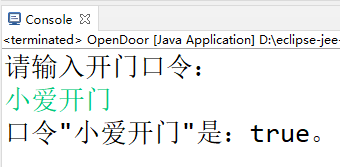 Console
<terminated> OpenDoor [Java Application] D:\eclipse-jee-
请输入开门口令：
小爱开门
口令"小爱开门"是：true。